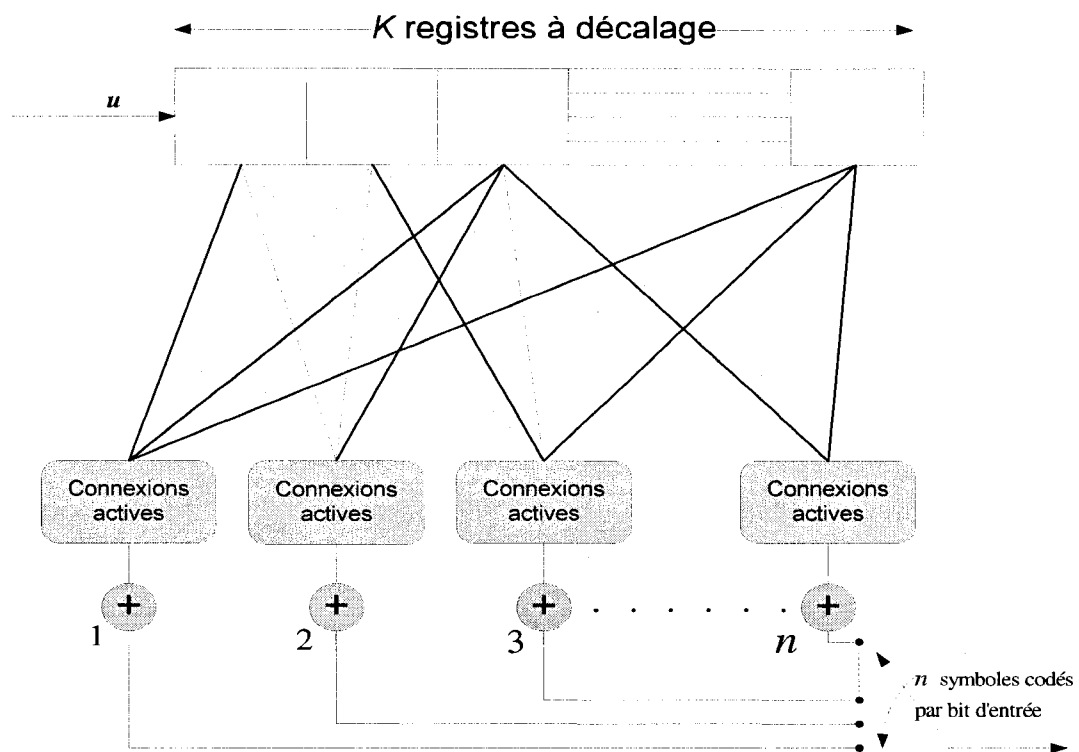 K registres à décalage
u
Connexions
actives
Connexions
actives
Connexions
actives
Connexions
actives
+
+
+
. . . . . .
+
1
2
3
n
n symboles codés
par bit d'entrée